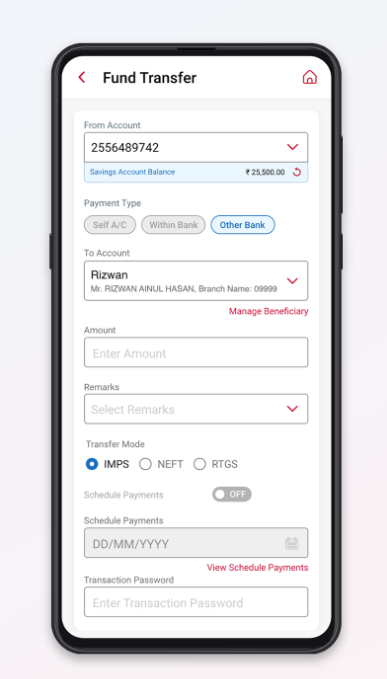 Fund Transfer
From Account
2556489742
Savings Account Balance ₹ 25,500.00
Payment Type
Self A/C Within Bank Other Bank
To Account
Rizwan
Mr. RIZWAN AINUL HASAN, Branch Name: 09999
Manage Beneficiary
Amount
Enter Amount
Remarks
Select Remarks
Transfer Mode
IMPS NEFT RTGS
Schedule Payments OFF
Schedule Payments
DD/MM/YYYY
View Schedule Payments
Transaction Password
Enter Transaction Password